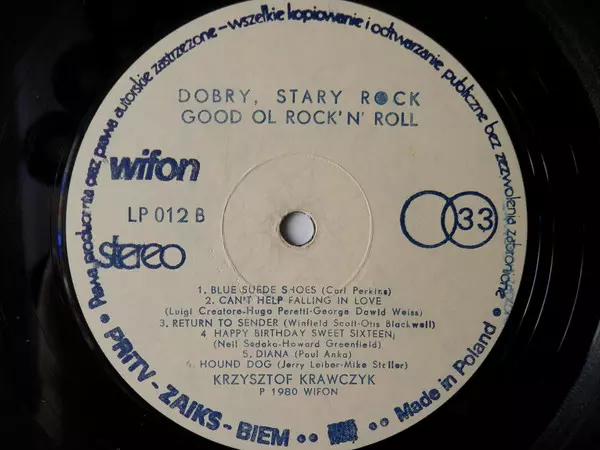 Prawa producenta oraz prawa autorskie zastrzeżone – wszelkie kopiowanie i odtwarzanie publiczne bez zezwolenia zabronione
DOBRY, STARY ROCK
GOOD OL ROCK'N' ROLL
wifon
LP 012 B
33
stereo
1. BLUE SUEDE SHOES (Carl Perkins)
2. CAN'T HELP FALLING IN LOVE
(Luigi Creatore-Hugo Peretti-George Dawid Weiss)
3. RETURN TO SENDER (Winfield Scott-Otis Blackwell)
4 HAPPY BIRTHDAY SWEET SIXTEEN,
(Neil Sedaka-Howard Greenfield)
5. DIANA (Paul Anka)
6. HOUND DOG (Jerry Leiber-Mike Stoller)
KRZYSZTOF KRAWCZYK
P 1980 WIFON
• PRiTV - ZAIKS - BIEM •• •• Made in Poland •